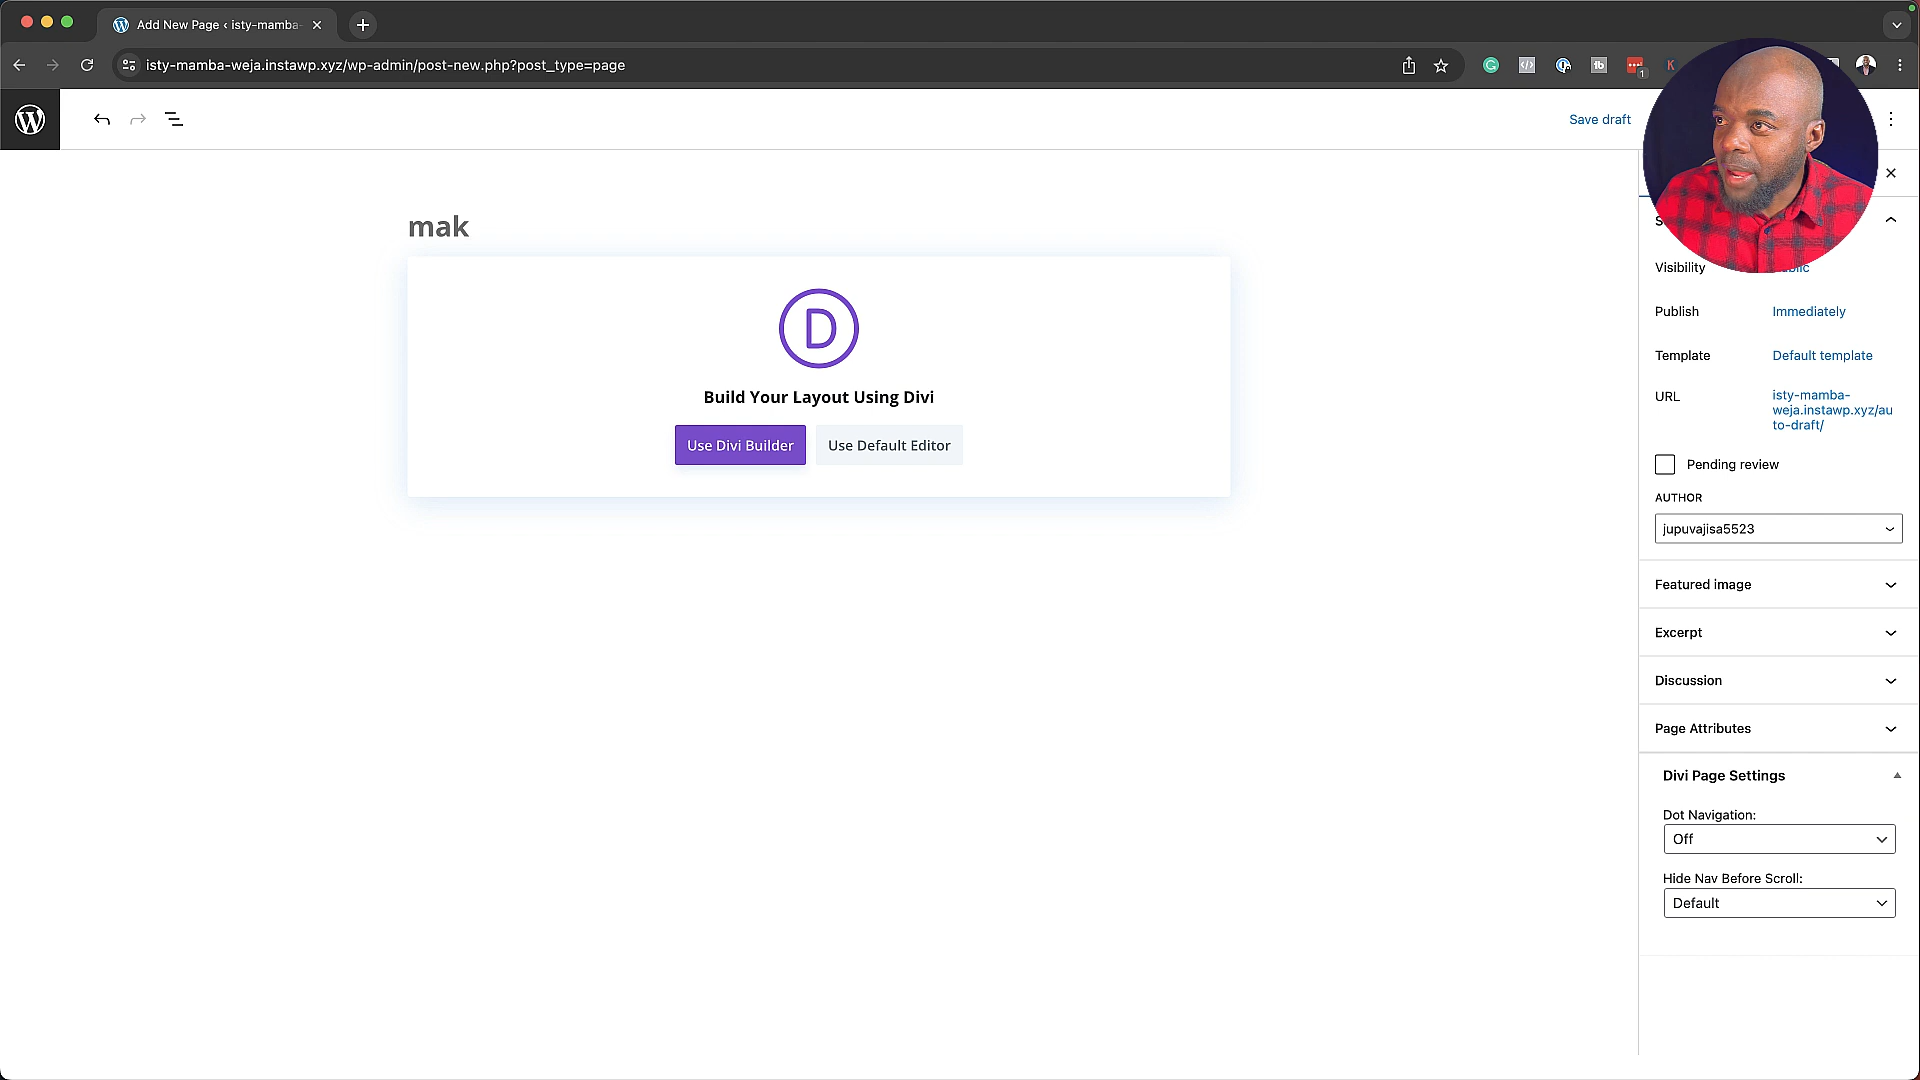 Add New Page ‹ isty-mamba-
isty-mamba-weja.instawp.xyz/wp-admin/post-new.php?post_type=page
1
K
Save draft
mak
D
Build Your Layout Using Divi
Use Divi Builder
Use Default Editor
Visibility
Publish
Immediately
Template
Default template
URL
isty-mamba-
weja.instawp.xyz/au
to-draft/
Pending review
AUTHOR
jupuvajisa5523
Featured image
Excerpt
Discussion
Page Attributes
Divi Page Settings
Dot Navigation:
Off
Hide Nav Before Scroll:
Default